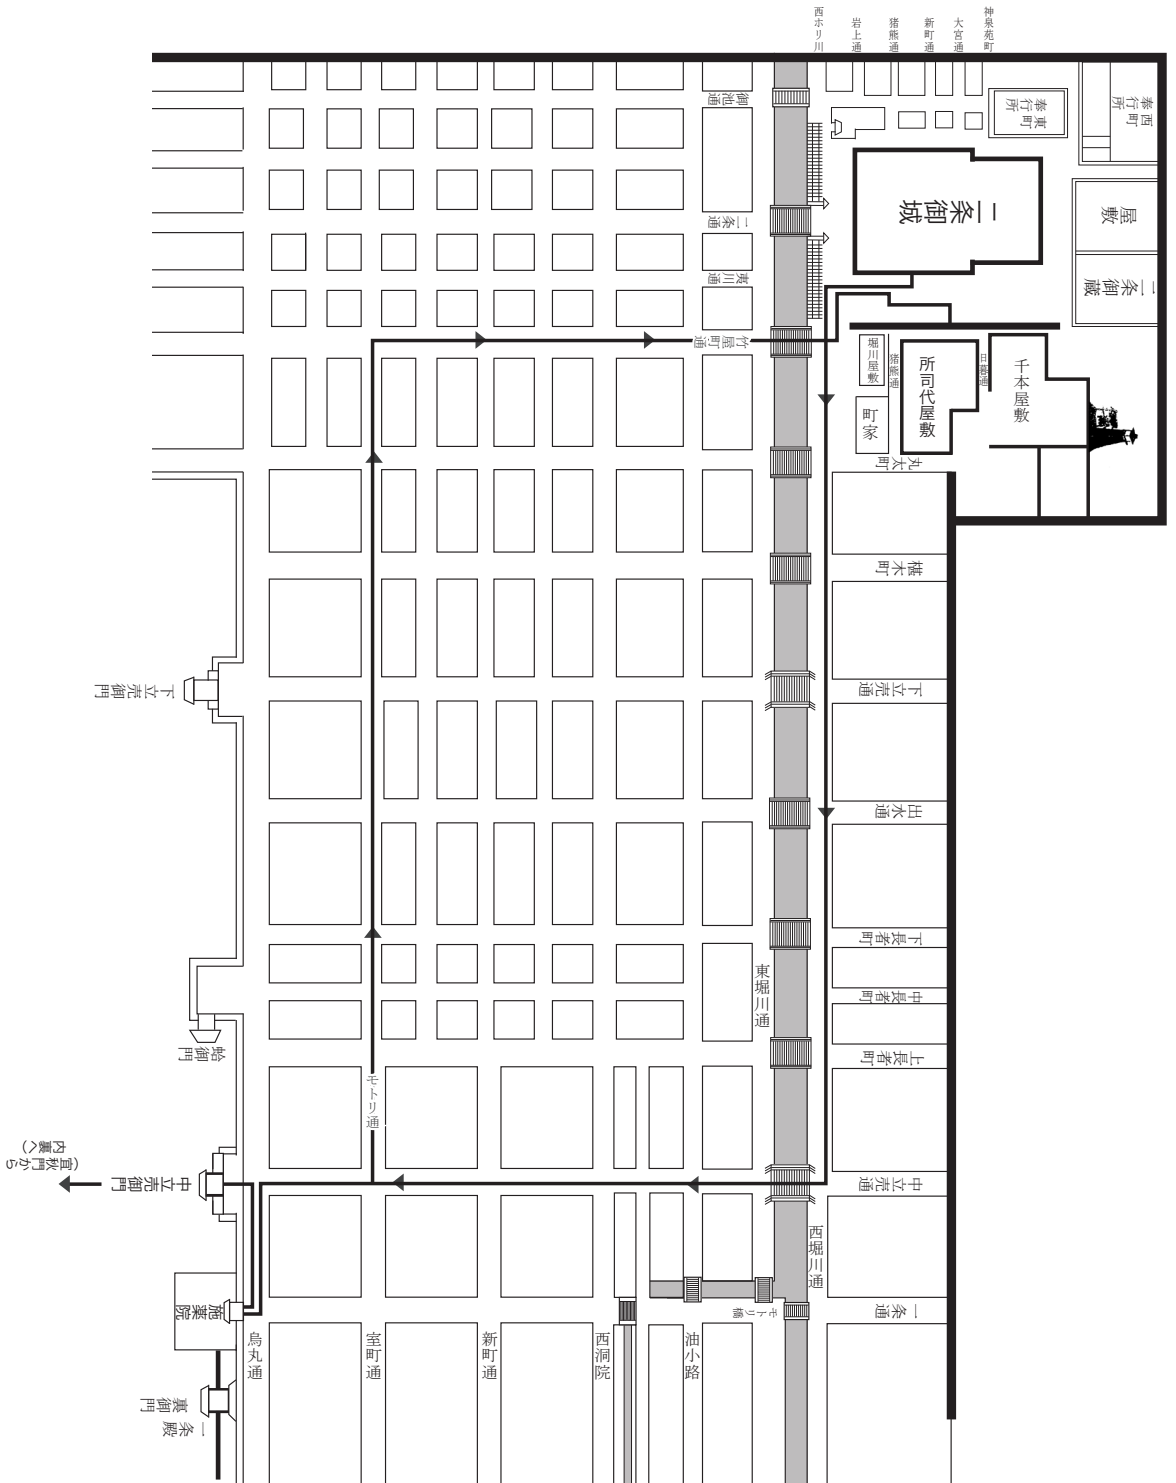 西ホリ川
岩上通
猪熊通
新町通
大宮通
神泉苑町
御池通
東町奉行所
西町奉行所
二条御城
屋敷
二条御蔵
二条通
夷川通
竹屋町通
堀川屋敷
猪熊通
所司代屋敷
日暮通
千本屋敷
町家
丸太町
椹木町
下立売御門
下立売通
出水通
下長者町
東堀川通
中長者町
蛤御門
上長者町
モトリ通
内裏へ
(宜秋門から
中立売御門
中立売通
西堀川通
施薬院
モトリ橋
一条通
烏丸通
室町通
新町通
西洞院
油小路
裏御門
一条殿